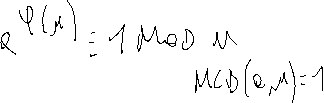 a^φ(n) ≡ 1 MOD n
MCD(a,n)=1